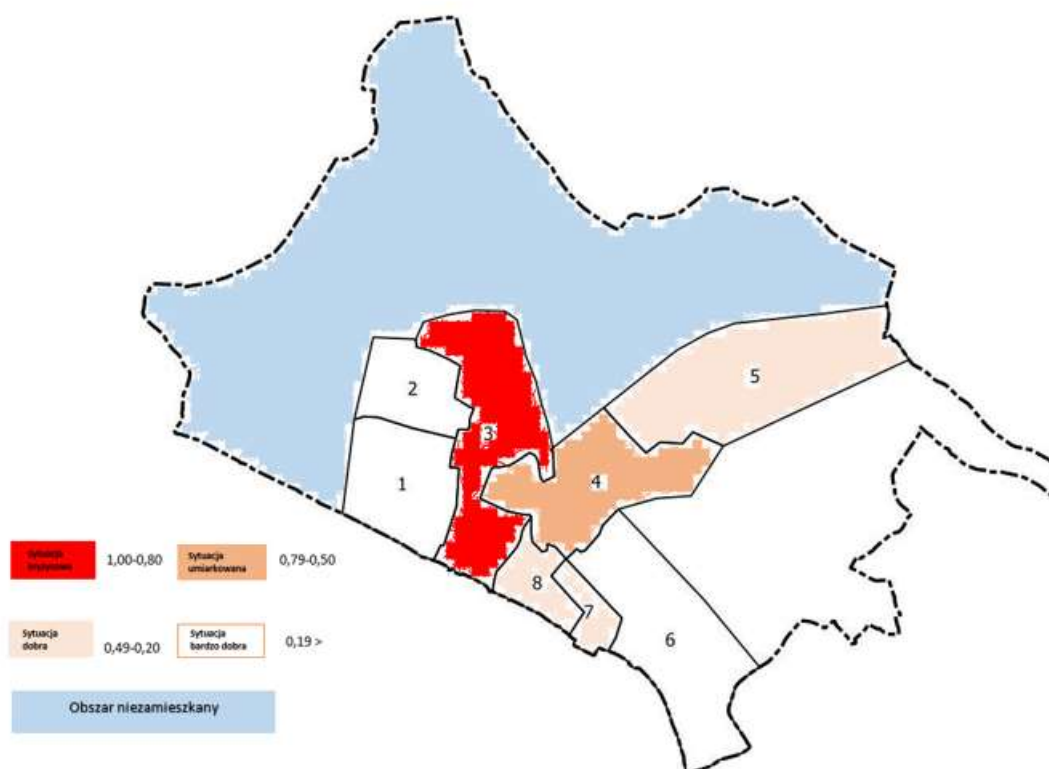 2
5
3
4
1
8
7
6
Sytuacja
kryzysowa
1,00-0,80
Sytuacja
umiarkowana
0,79-0,50
Sytuacja
dobra
0,49-0,20
Sytuacja
bardzo dobra
0,19 >
Obszar niezamieszkany